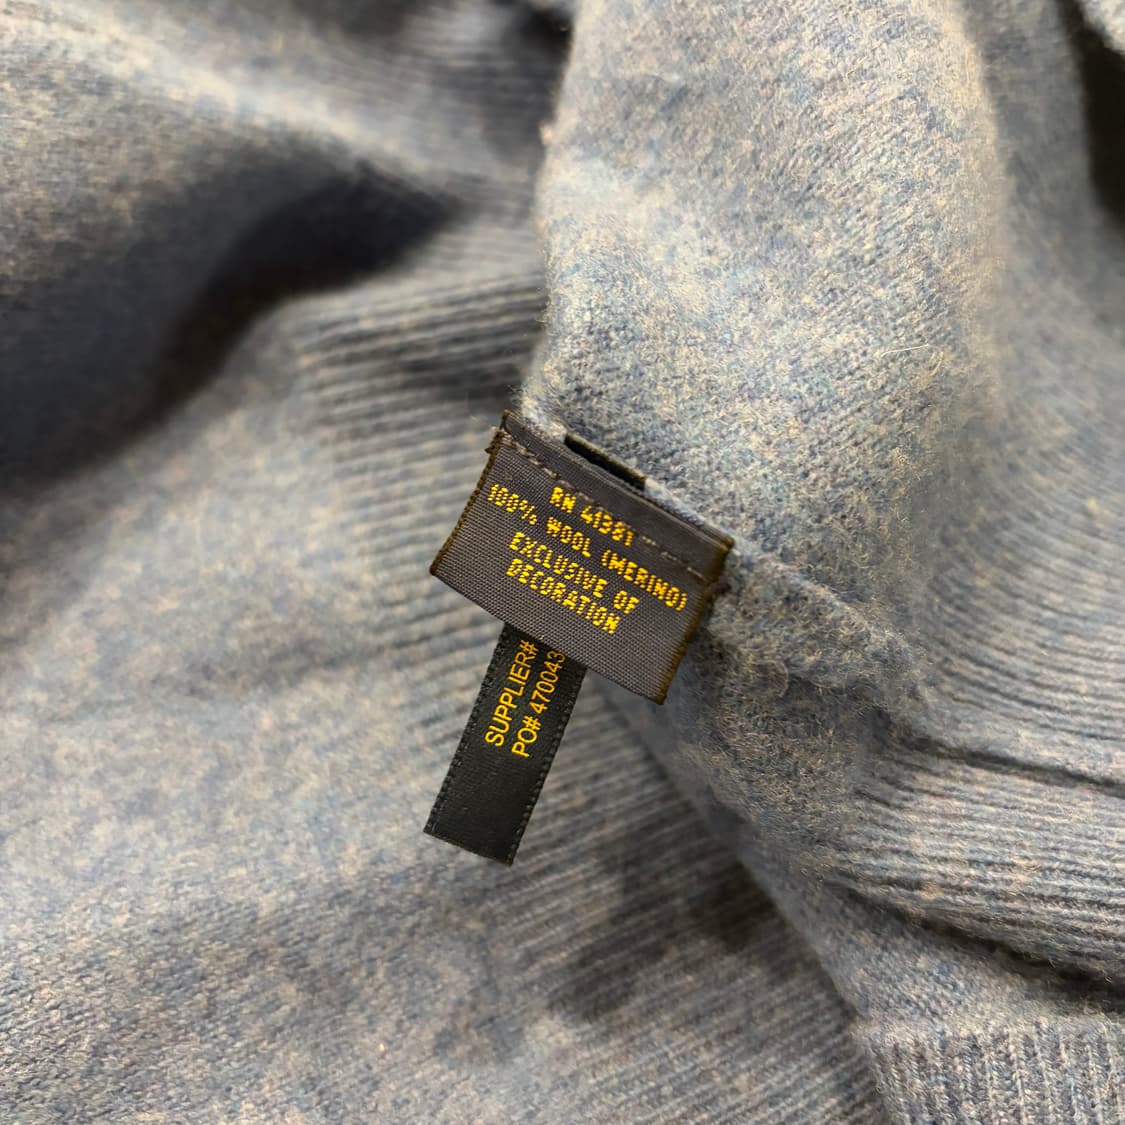 RN 41381
100% WOOL (MERINO)
EXCLUSIVE OF
DECORATION
SUPPLIER#
PO# 470043